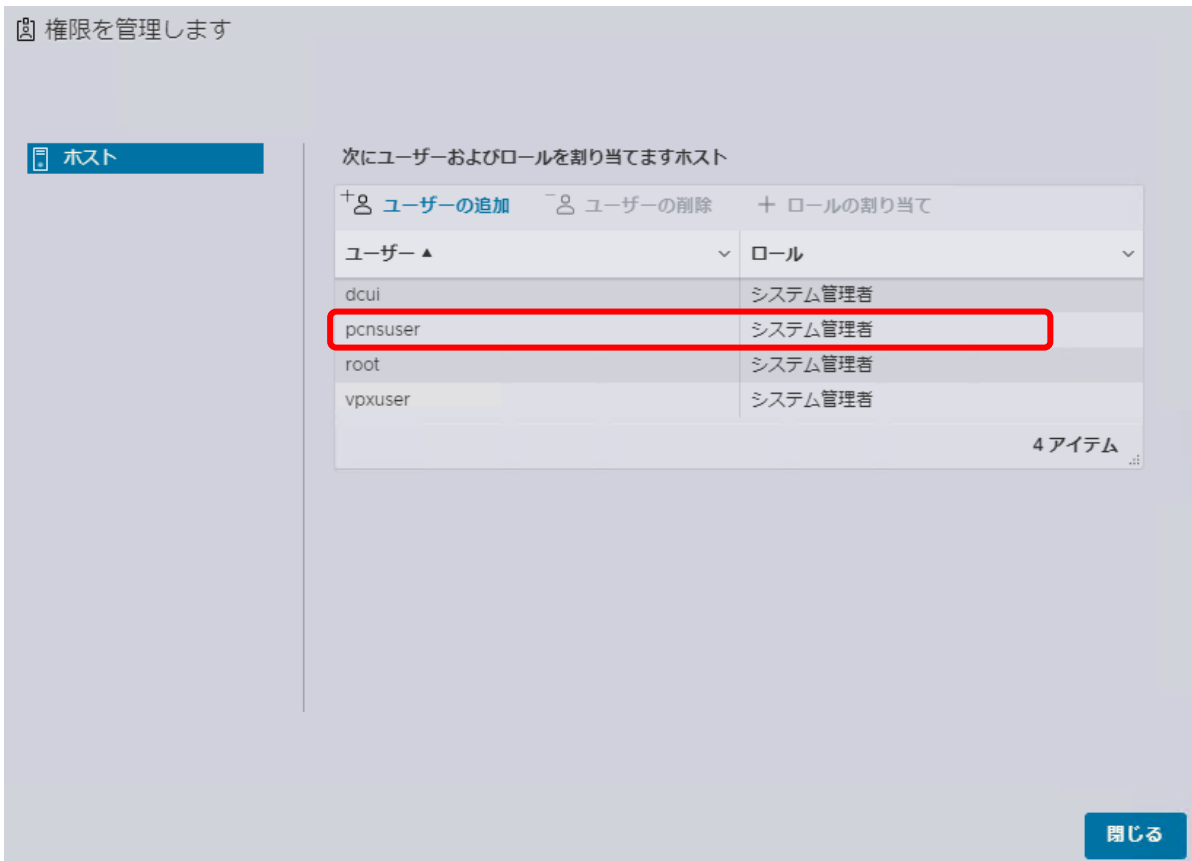 権限を管理します
ホスト
次にユーザーおよびロールを割り当てますホスト
ユーザーの追加 ユーザーの削除 ロールの割り当て
ユーザー ▲ ロール
dcui システム管理者
pcnsuser システム管理者
root システム管理者
vpxuser システム管理者
4 アイテム
閉じる